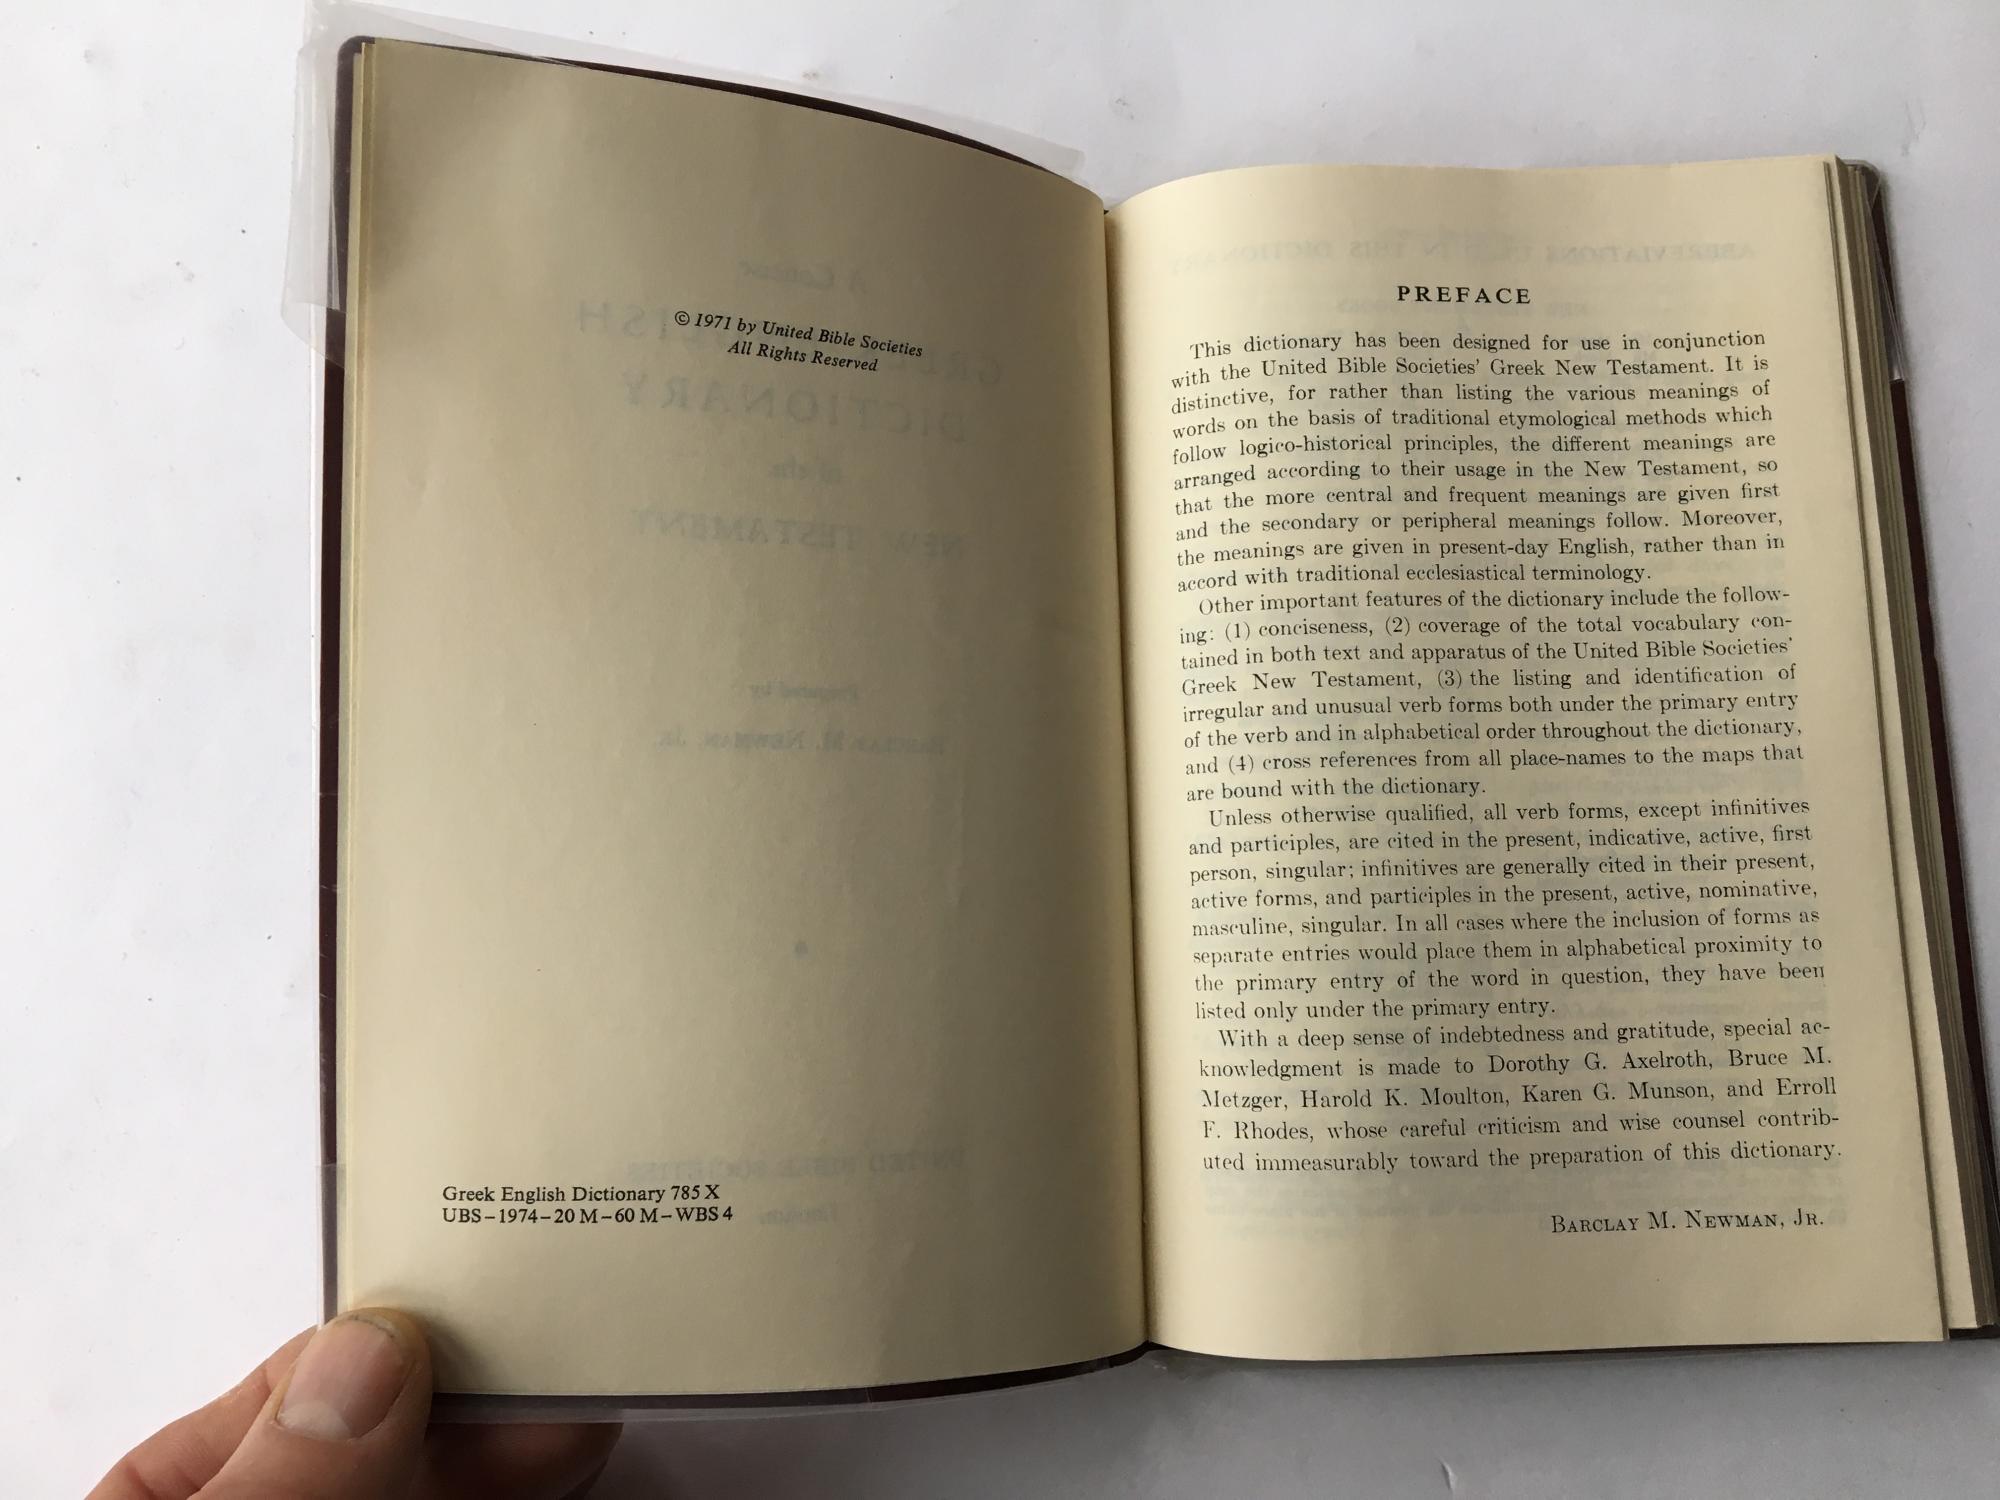 © 1971 by United Bible Societies
All Rights Reserved
Greek English Dictionary 785 X
UBS – 1974 – 20 M – 60 M – WBS 4
PREFACE
This dictionary has been designed for use in conjunction
with the United Bible Societies' Greek New Testament. It is
distinctive, for rather than listing the various meanings of
words on the basis of traditional etymological methods which
follow logico-historical principles, the different meanings are
arranged according to their usage in the New Testament, so
that the more central and frequent meanings are given first
and the secondary or peripheral meanings follow. Moreover,
the meanings are given in present-day English, rather than in
accord with traditional ecclesiastical terminology.
Other important features of the dictionary include the follow-
ing: (1) conciseness, (2) coverage of the total vocabulary con-
tained in both text and apparatus of the United Bible Societies'
Greek New Testament, (3) the listing and identification of
irregular and unusual verb forms both under the primary entry
of the verb and in alphabetical order throughout the dictionary,
and (4) cross references from all place-names to the maps that
are bound with the dictionary.
Unless otherwise qualified, all verb forms, except infinitives
and participles, are cited in the present, indicative, active, first
person, singular; infinitives are generally cited in their present,
active forms, and participles in the present, active, nominative,
masculine, singular. In all cases where the inclusion of forms as
separate entries would place them in alphabetical proximity to
the primary entry of the word in question, they have been
listed only under the primary entry.
With a deep sense of indebtedness and gratitude, special ac-
knowledgment is made to Dorothy G. Axelroth, Bruce M.
Metzger, Harold K. Moulton, Karen G. Munson, and Erroll
F. Rhodes, whose careful criticism and wise counsel contrib-
uted immeasurably toward the preparation of this dictionary.
BARCLAY M. NEWMAN, JR.